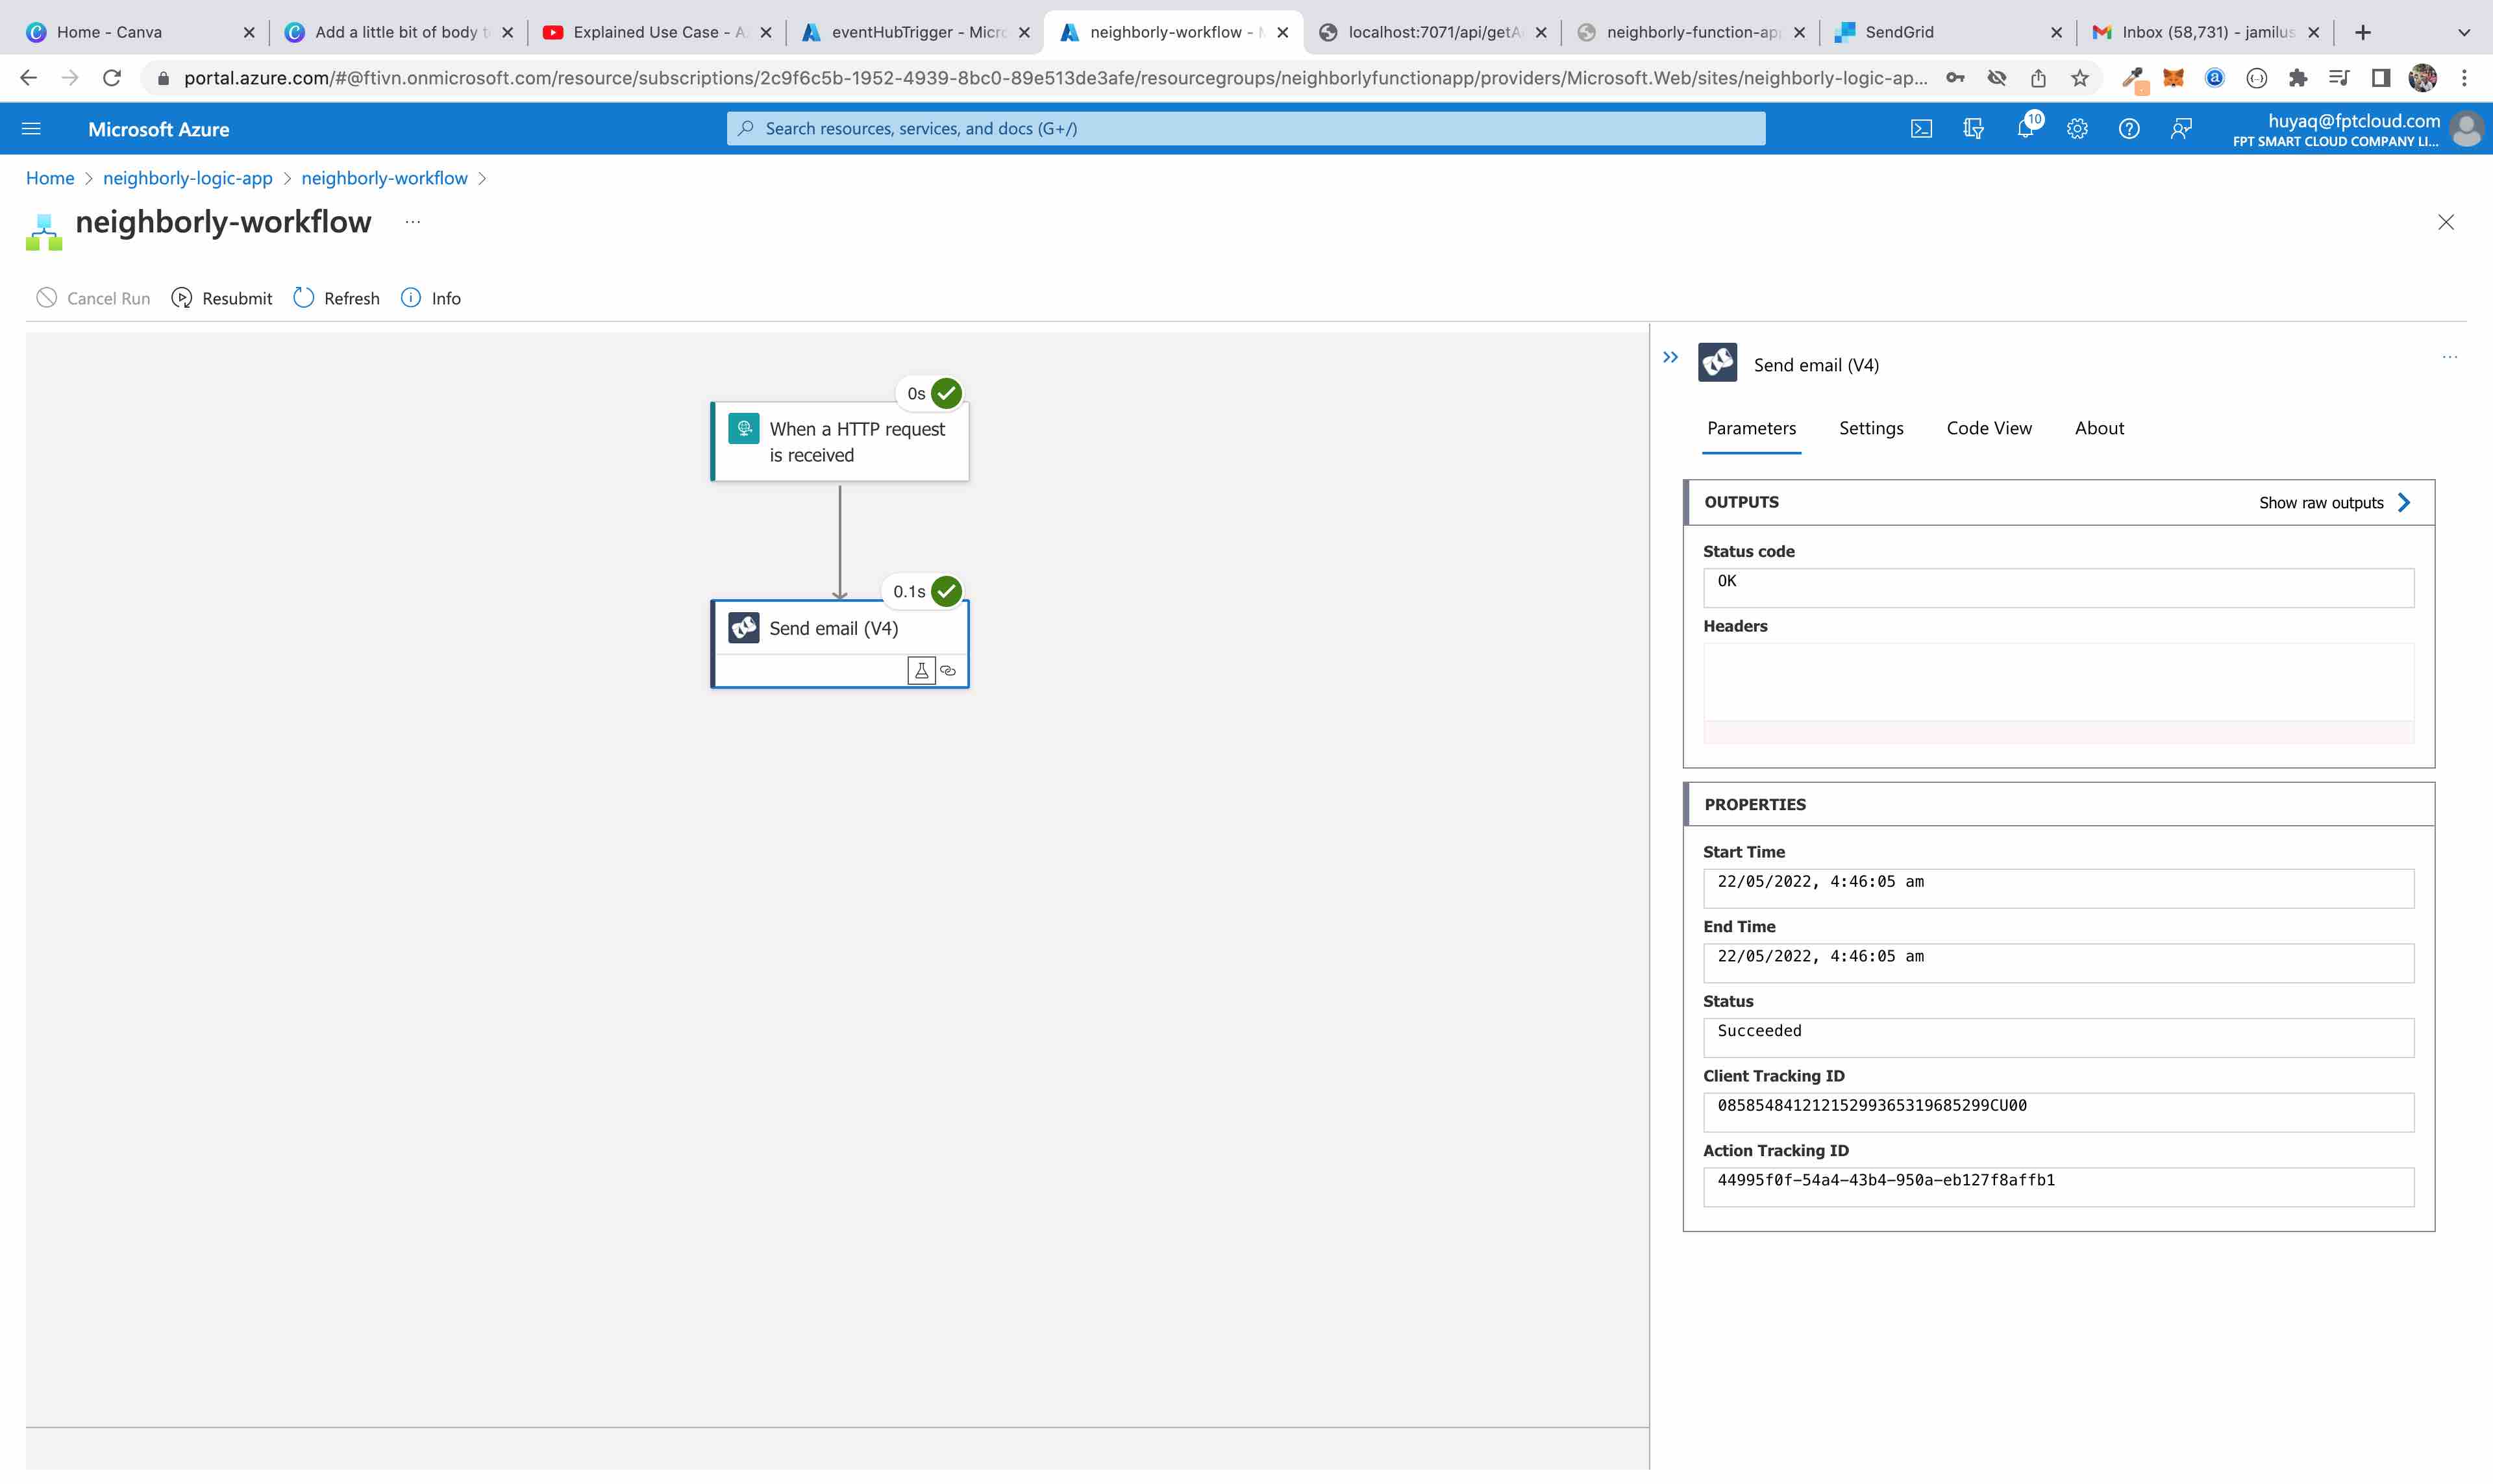 Home - Canva
Add a little bit of body t
Explained Use Case - A
eventHubTrigger - Micro
neighborly-workflow - M
localhost:7071/api/getA
neighborly-function-app
SendGrid
Inbox (58,731) - jamilus
portal.azure.com/#@ftivn.onmicrosoft.com/resource/subscriptions/2c9f6c5b-1952-4939-8bc0-89e513de3afe/resourcegroups/neighborlyfunctionapp/providers/Microsoft.Web/sites/neighborly-logic-ap...
Microsoft Azure
Search resources, services, and docs (G+/)
10
huyaq@fptcloud.com
FPT SMART CLOUD COMPANY LI...
Home > neighborly-logic-app > neighborly-workflow >
neighborly-workflow ...
Cancel Run
Resubmit
Refresh
Info
0s
When a HTTP request
is received
0.1s
Send email (V4)
Send email (V4)
Parameters
Settings
Code View
About
OUTPUTS
Show raw outputs
Status code
OK
Headers
PROPERTIES
Start Time
22/05/2022, 4:46:05 am
End Time
22/05/2022, 4:46:05 am
Status
Succeeded
Client Tracking ID
08585484121215299365319685299CU00
Action Tracking ID
44995f0f-54a4-43b4-950a-eb127f8affb1